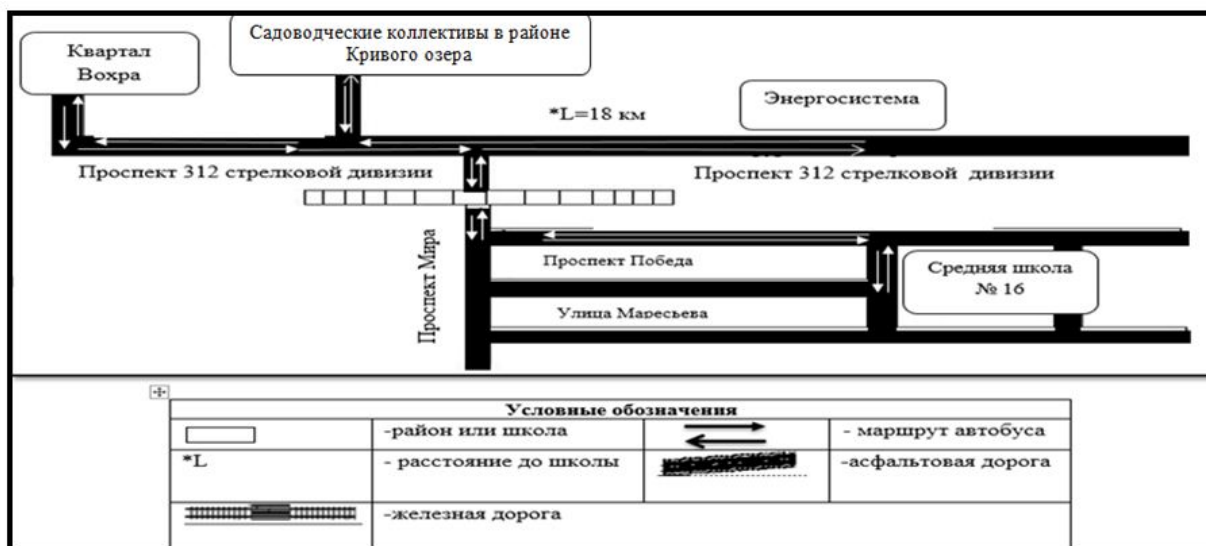 Садоводческие коллективы в районе
Кривого озера
Квартал
Вохра
Энергосистема
*L=18 км
Проспект 312 стрелковой дивизии
Проспект 312 стрелковой дивизии
Проспект Мира
Проспект Победа
Средняя школа
№ 16
Улица Маресьева
Условные обозначения
-район или школа
- маршрут автобуса
*L
- расстояние до школы
-асфальтовая дорога
-железная дорога